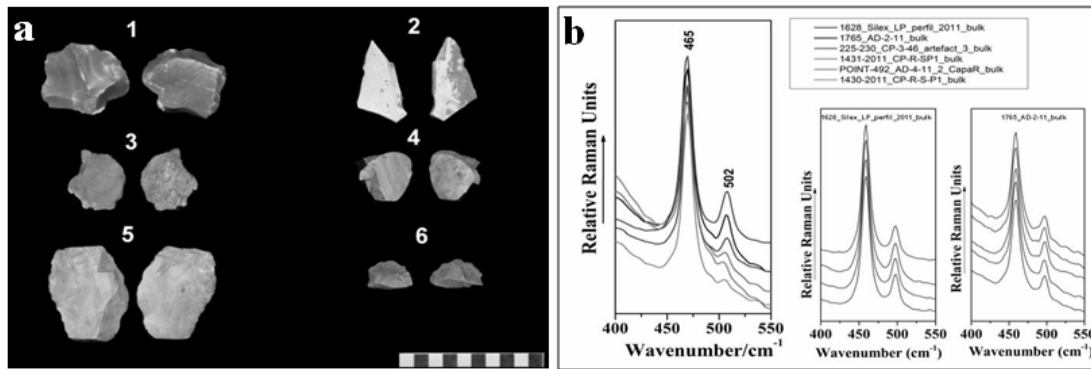 a
1
2
3
4
5
6
b
1628_Silex_LP_perfil_2011_bulk
1765_AD-2-11_bulk
225-230_CP-3-46_artefact_3_bulk
1431-2011_CP-R-SP1_bulk
POINT-492_AD-4-11_2_CapaR_bulk
1430-2011_CP-R-S-P1_bulk
465
502
Relative Raman Units
400 450 500 550
Wavenumber/cm-1
1628_Silex_LP_perfil_2011_bulk
Relative Raman Units
400 450 500 550
Wavenumber (cm-1)
1765_AD-2-11_bulk
Relative Raman Units
400 450 500 550
Wavenumber (cm-1)